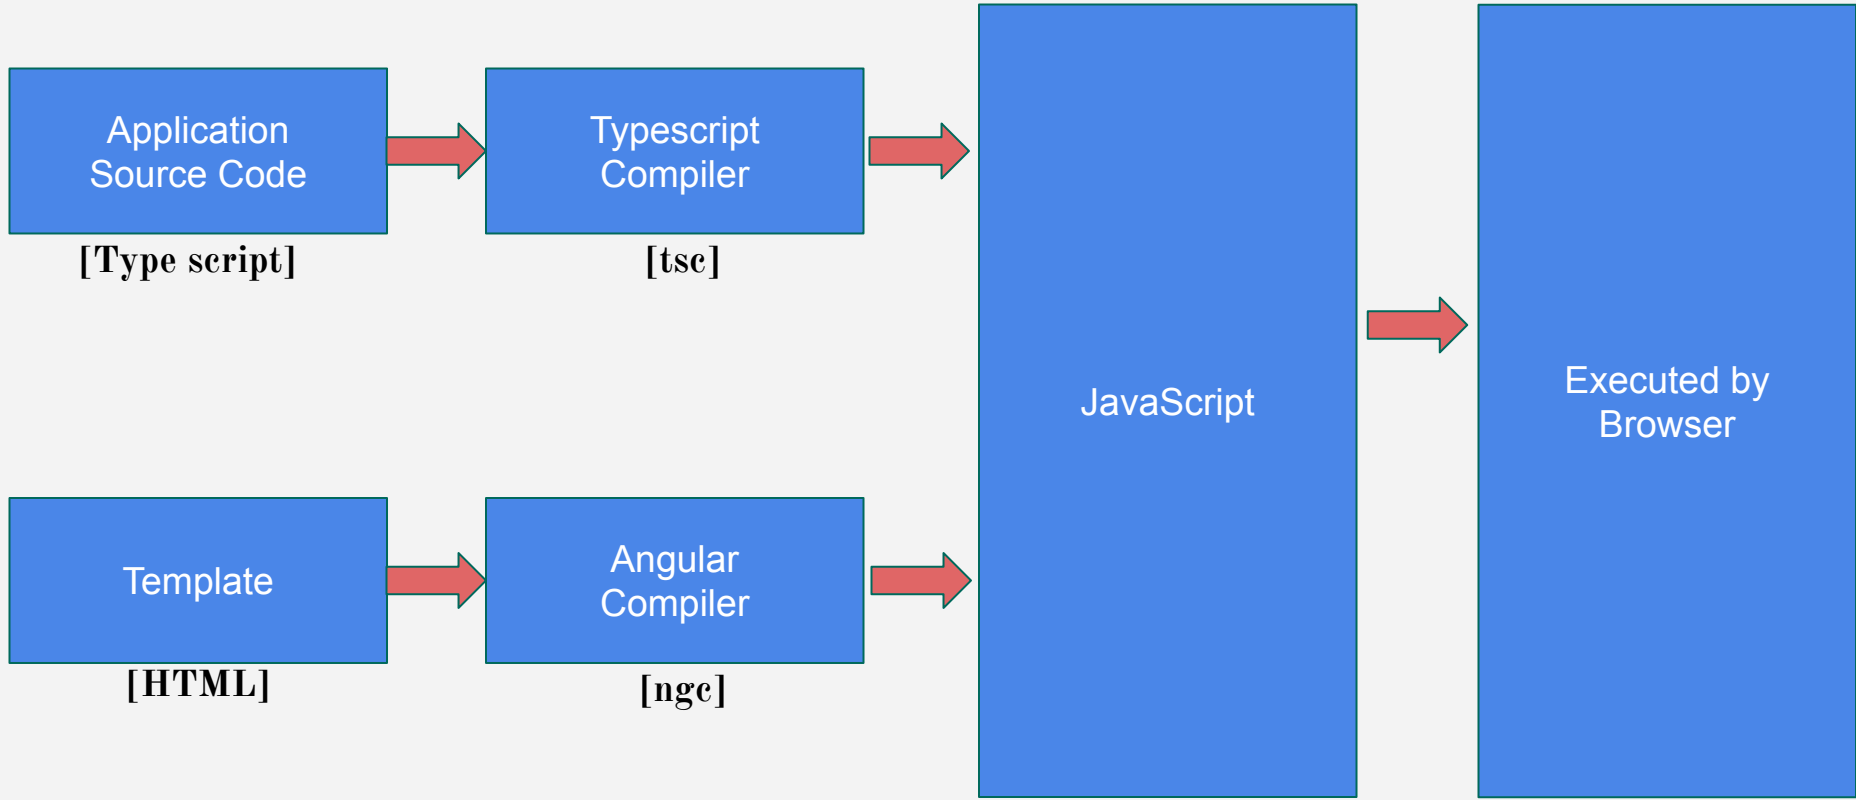 Application
Source Code
[Type script]
Typescript
Compiler
[tsc]
Template
[HTML]
Angular
Compiler
[ngc]
JavaScript
Executed by
Browser